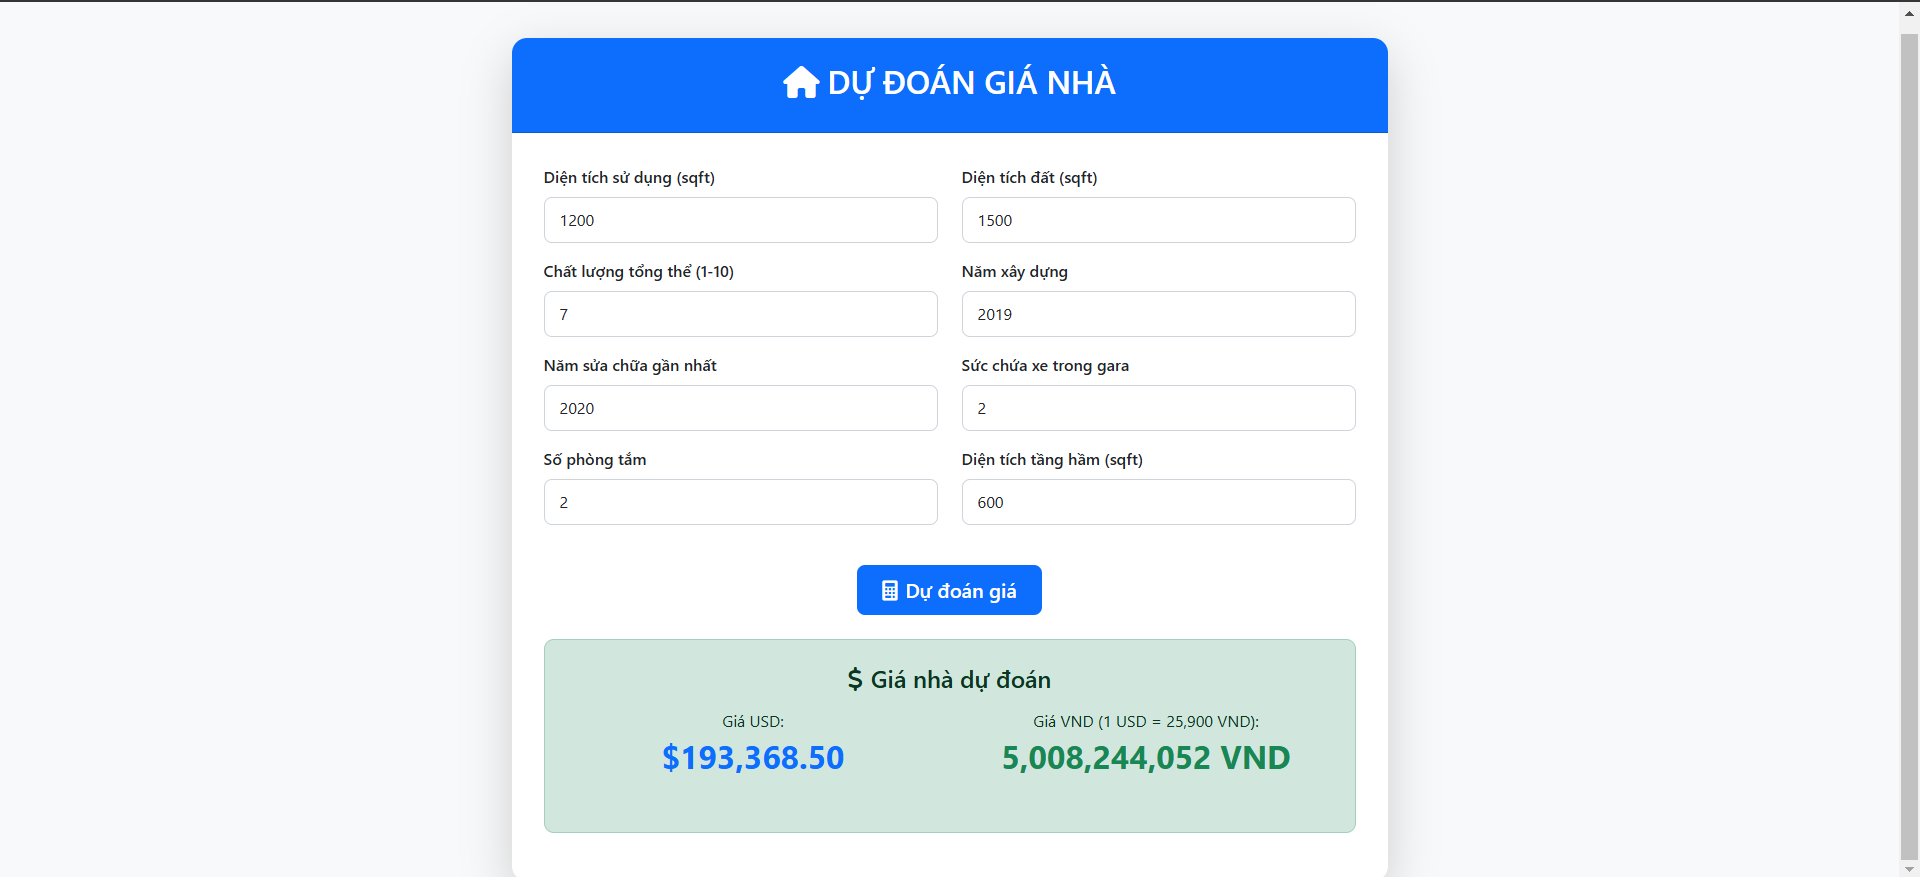 DỰ ĐOÁN GIÁ NHÀ
Diện tích sử dụng (sqft)
Diện tích đất (sqft)
1200
1500
Chất lượng tổng thể (1-10)
Năm xây dựng
7
2019
Năm sửa chữa gần nhất
Sức chứa xe trong gara
2020
2
Số phòng tắm
Diện tích tầng hầm (sqft)
2
600
Dự đoán giá
$ Giá nhà dự đoán
Giá USD:
Giá VND (1 USD = 25,900 VND):
$193,368.50
5,008,244,052 VND